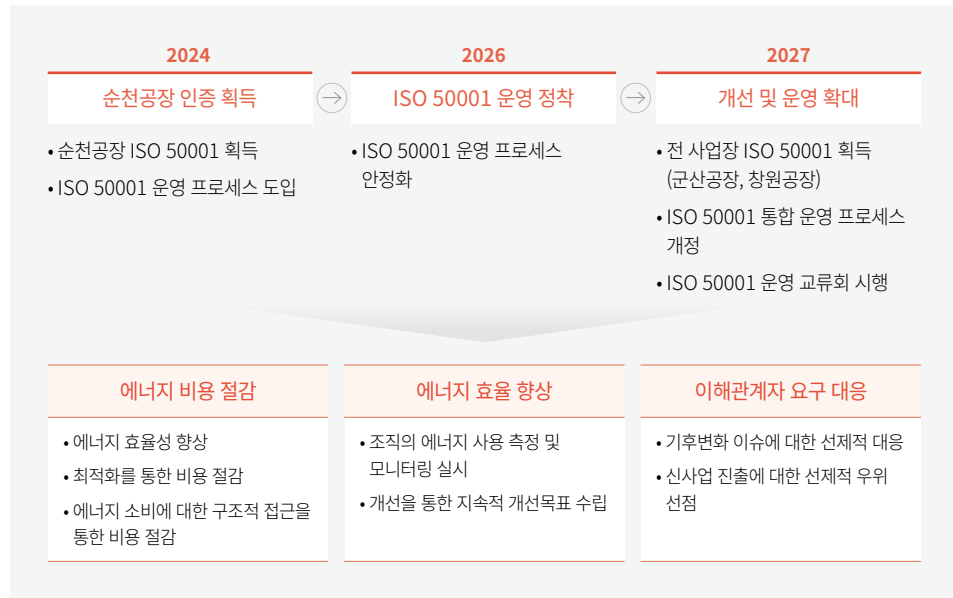 2024
순천공장 인증 획득
• 순천공장 ISO 50001 획득
• ISO 50001 운영 프로세스 도입
2026
ISO 50001 운영 정착
• ISO 50001 운영 프로세스
안정화
2027
개선 및 운영 확대
• 전 사업장 ISO 50001 획득
(군산공장, 창원공장)
• ISO 50001 통합 운영 프로세스
개정
• ISO 50001 운영 교류회 시행
에너지 비용 절감
• 에너지 효율성 향상
• 최적화를 통한 비용 절감
• 에너지 소비에 대한 구조적 접근을
통한 비용 절감
에너지 효율 향상
• 조직의 에너지 사용 측정 및
모니터링 실시
• 개선을 통한 지속적 개선목표 수립
이해관계자 요구 대응
• 기후변화 이슈에 대한 선제적 대응
• 신사업 진출에 대한 선제적 우위
선점